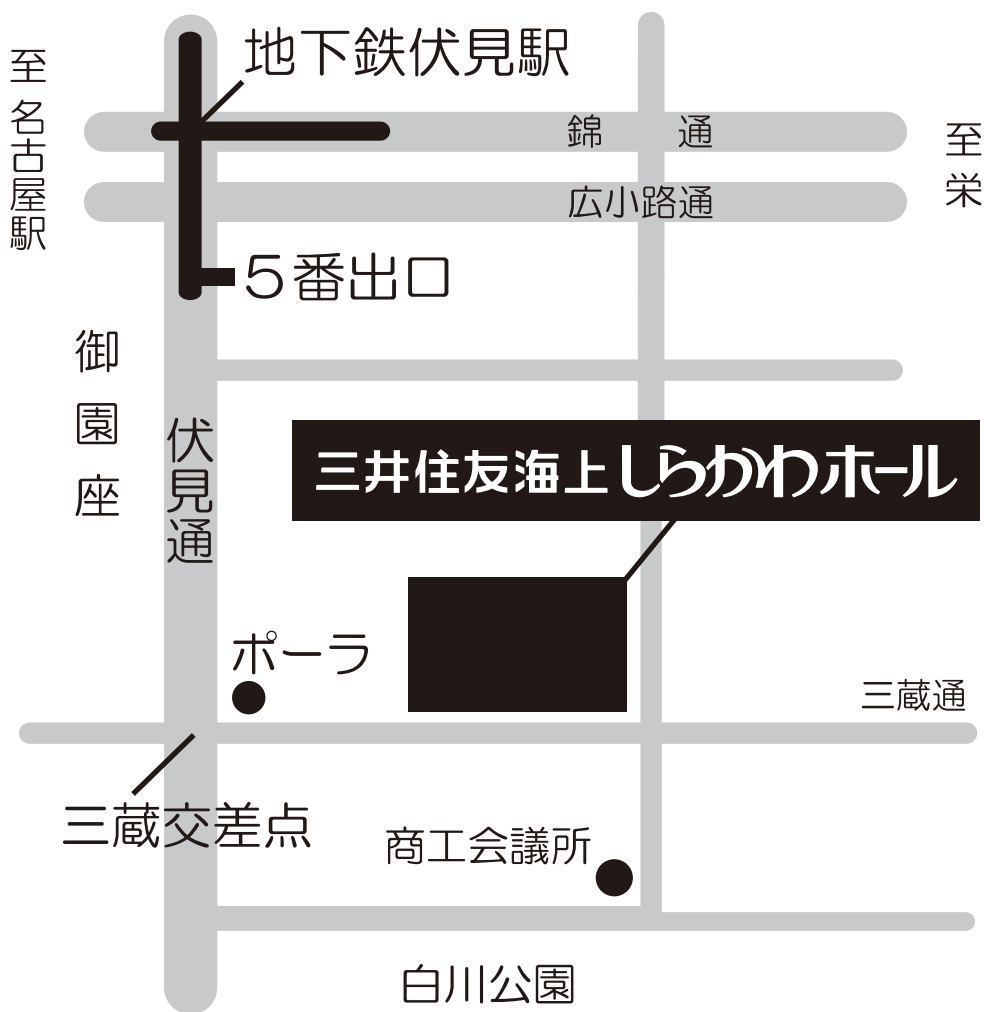 地下鉄伏見駅
至名古屋駅
錦通
至栄
広小路通
5番出口
御園座
伏見通
三井住友海上しらかわホール
ポーラ
三蔵通
三蔵交差点
商工会議所
白川公園